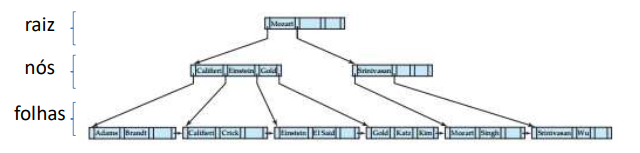 raiz
Mozart
nós
Califieri Einstein Gold
Srinivasan
folhas
Adams Brandt
Califieri Crick
Einstein El Said
Gold Katz Kim
Mozart Singh
Srinivasan Wu